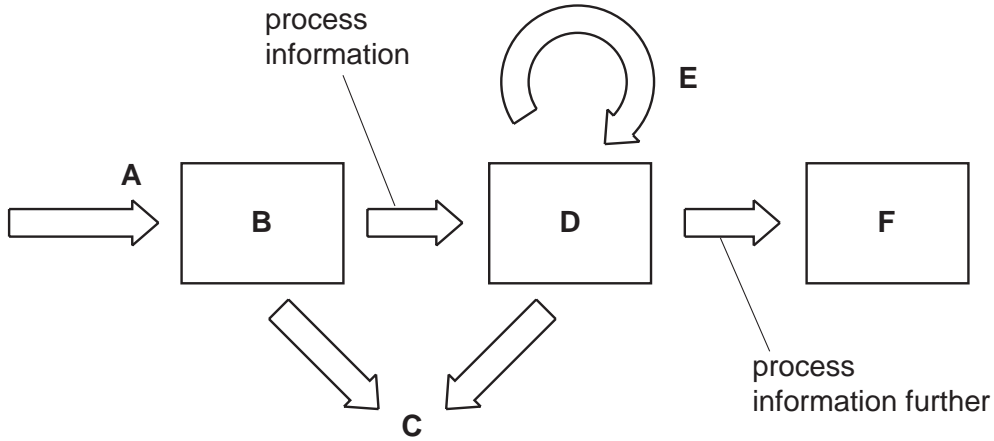 process
information
E
A
B
D
F
process
information further
C